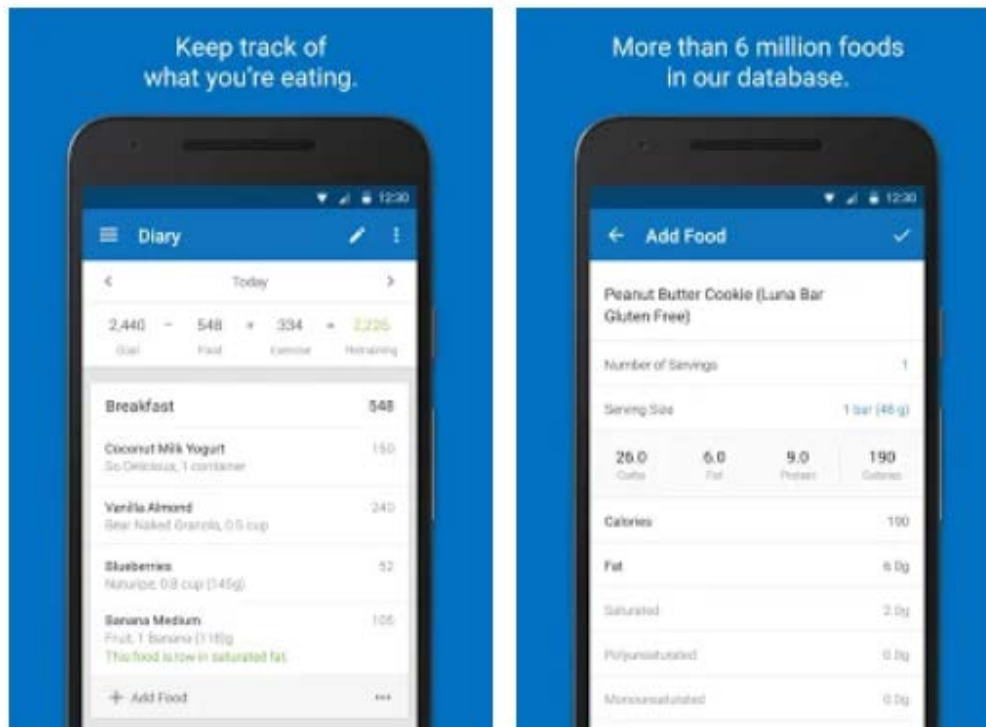 Keep track of
what you're eating.
12:30
Diary
Today
2,440 - 548 + 334 = 2,226
Goal Food Exercise Remaining
Breakfast 548
Coconut Milk Yogurt 150
So Delicious, 1 container
Vanilla Almond 240
Bear Naked Granola, 0.5 cup
Blueberries 52
Naturipe, 0.8 cup (145g)
Banana Medium
Fruit, 1 Banana (118)g
This food is low in saturated fat.
+ Add Food
More than 6 million foods
in our database.
12:30
Add Food
Peanut Butter Cookie (Luna Bar
Gluten Free)
Number of Servings 1
Serving Size 1 bar (48 g)
26.0 6.0 9.0 190
Carbs Fat Protein Calories
Calories 190
Fat 6.0g
Saturated 2.0g
Polyunsaturated 0.0g
Monounsaturated 0.0g